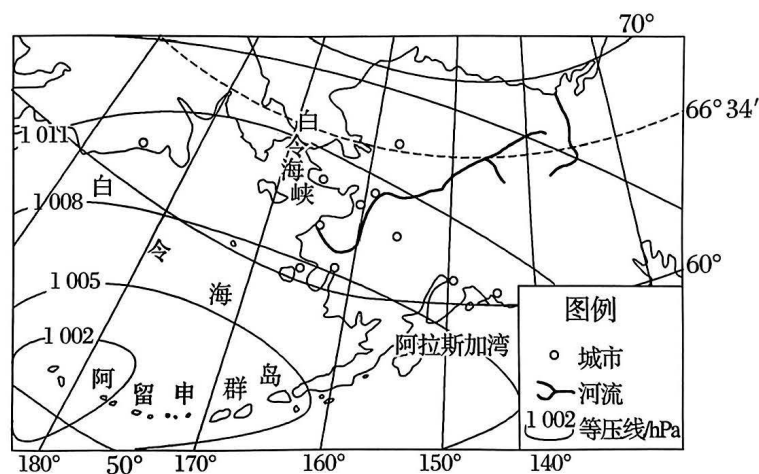 70°
66°34′
1 011
白令海峡
1 008
白令海
60°
1 005
1 002
阿留申群岛
阿拉斯加湾
图例
城市
河流
1 002 等压线/hPa
180° 50° 170° 160° 150° 140°